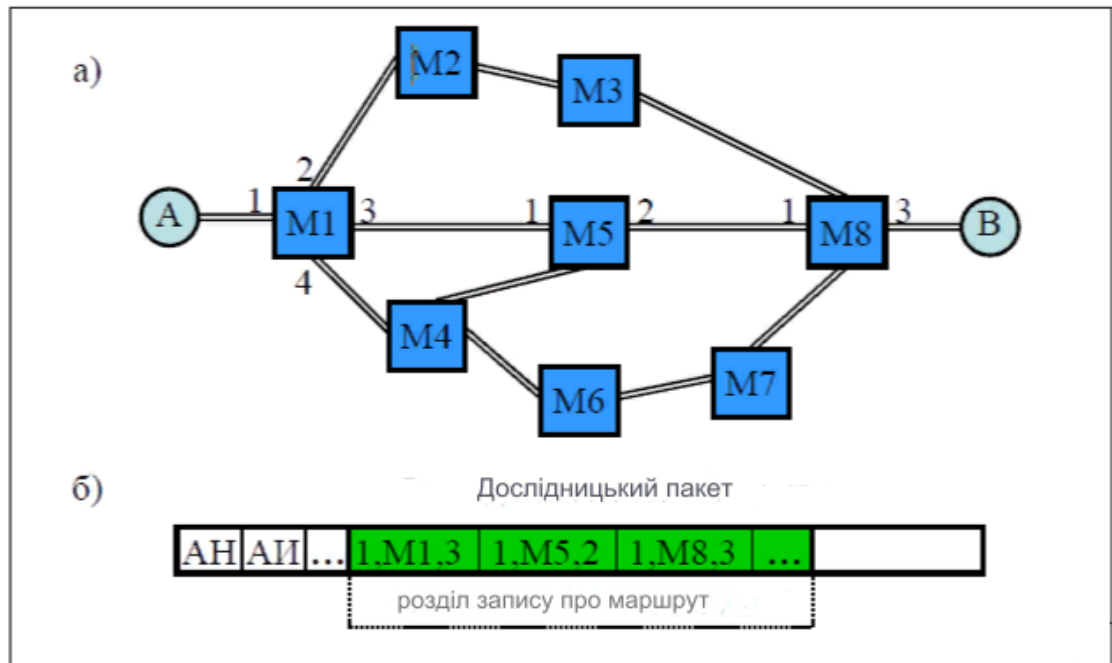 а)
М2
М3
2
А
1
М1
3
1
М5
2
1
М8
3
В
4
М4
М6
М7
б)
Дослідницький пакет
АН АИ ... 1,М1,3 1,М5,2 1,М8,3 ...
розділ запису про маршрут